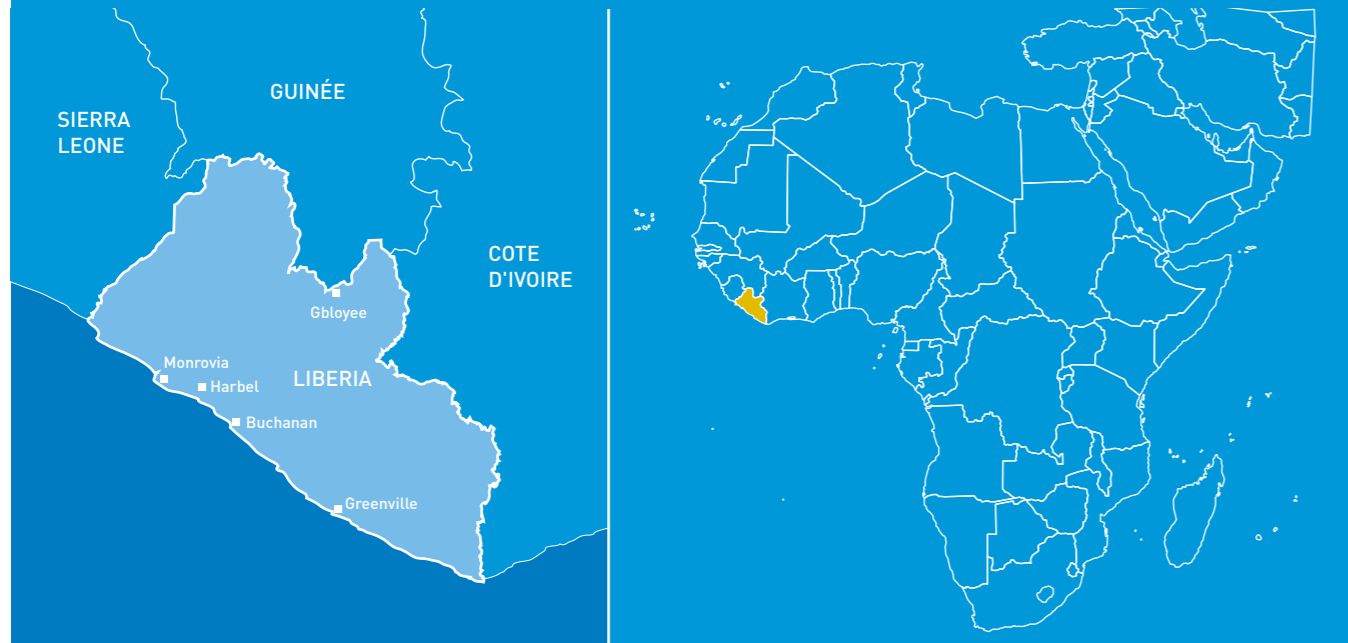 GUINÉE
SIERRA
LEONE
COTE
D'IVOIRE
Gbloyee
Monrovia
LIBERIA
Harbel
Buchanan
Greenville